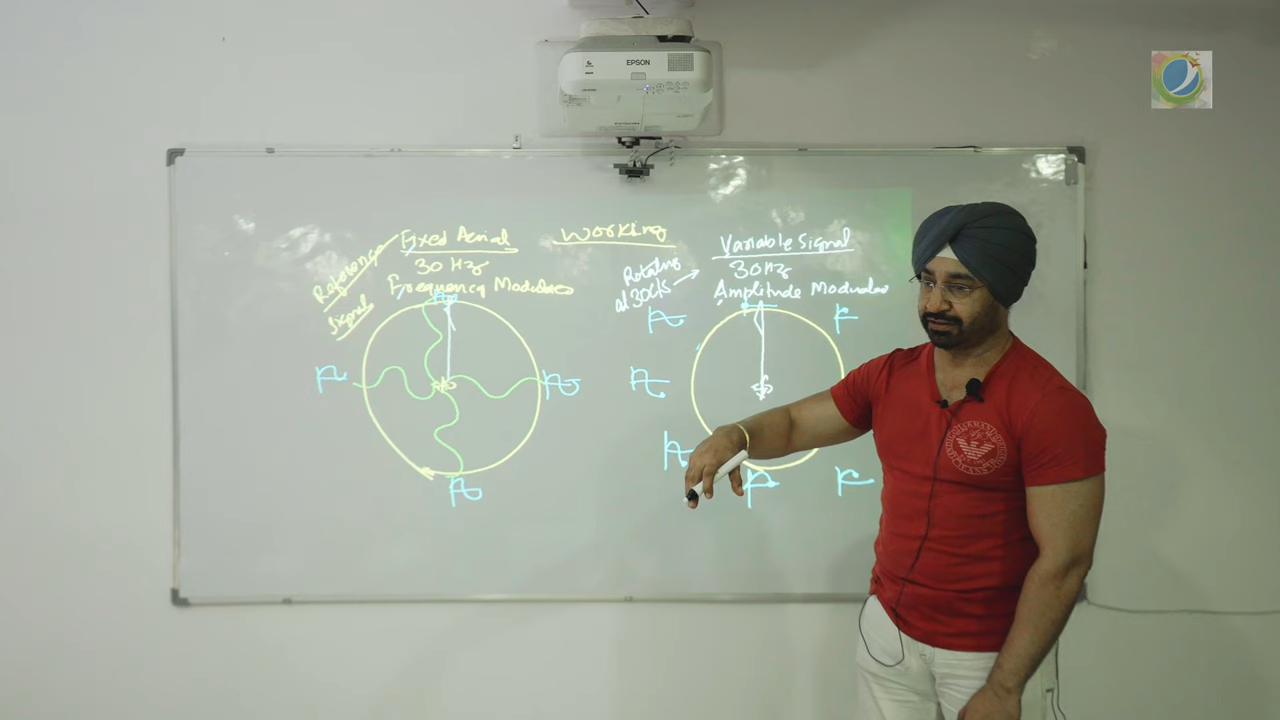 EPSON
Working
Fixed Aerial
30 Hz
Frequency Modulated
Reference
Signal
Variable Signal
30 Hz
Amplitude Modulated
Rotating
at 30c/s